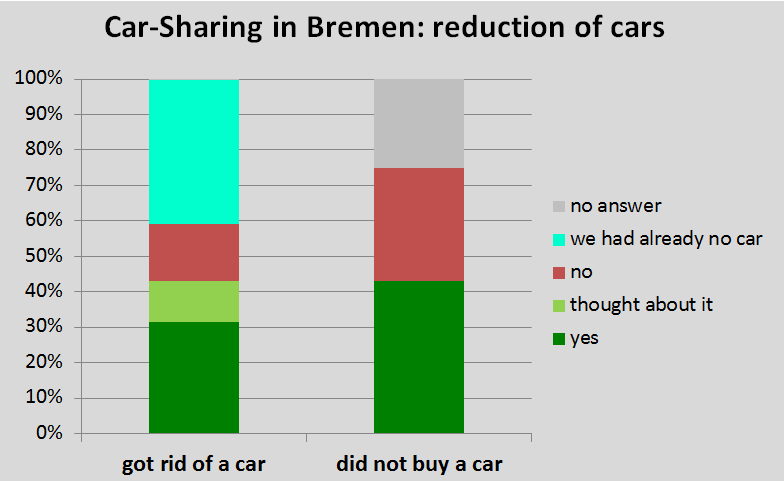 Car-Sharing in Bremen: reduction of cars
100%
90%
80%
70%
60%
50%
40%
30%
20%
10%
0%
got rid of a car
did not buy a car
no answer
we had already no car
no
thought about it
yes